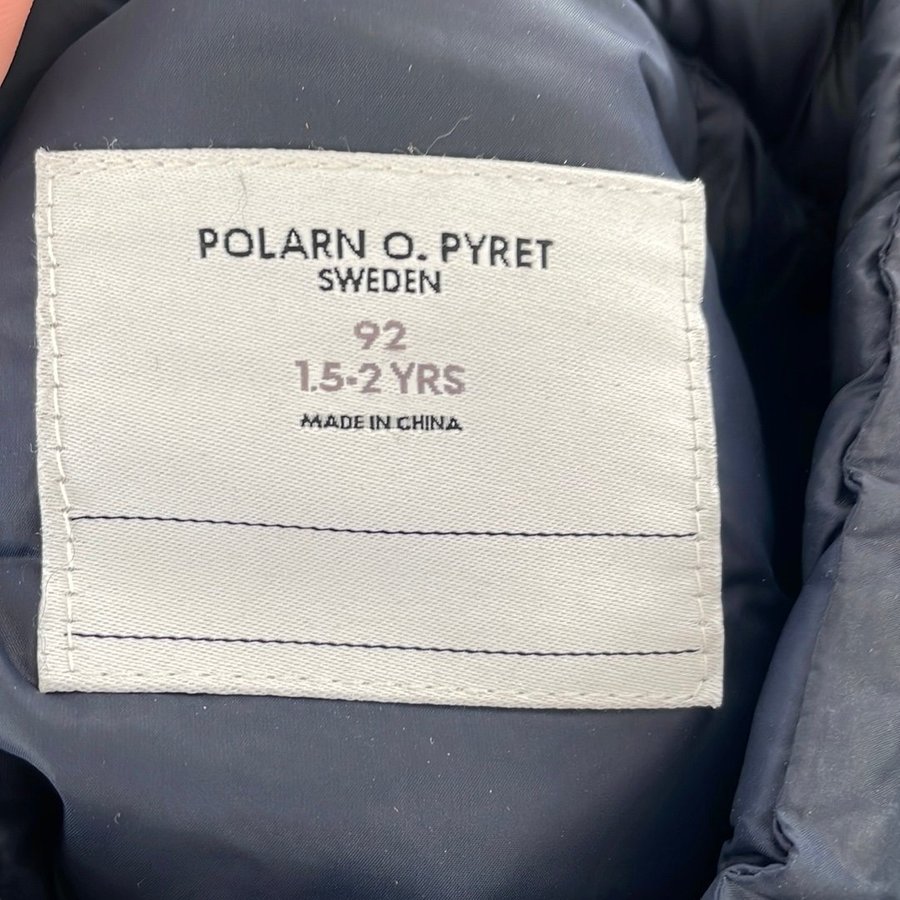 POLARN O. PYRET
SWEDEN
92
1.5-2 YRS
MADE IN CHINA